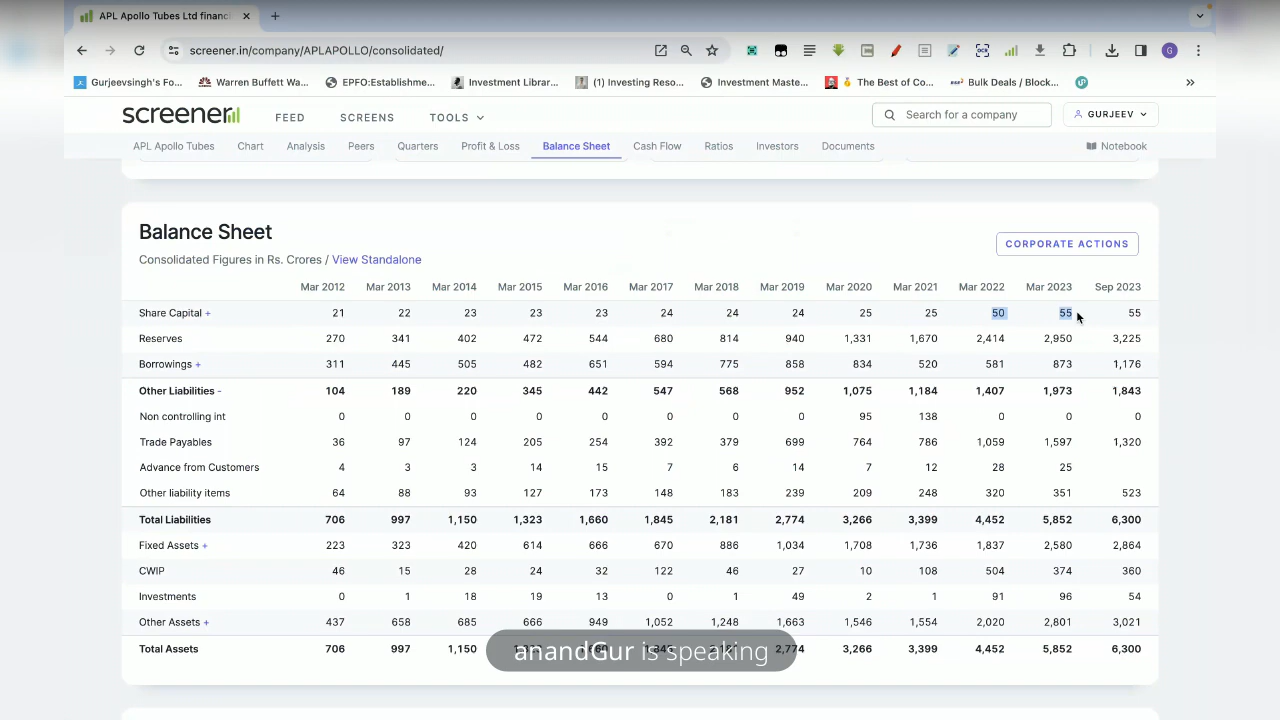 APL Apollo Tubes Ltd financi
screener.in/company/APLAPOLLO/consolidated/
G
Gurjeevsingh's Fo... Warren Buffett Wa... EPFO:Establishme... Investment Librar... (1) Investing Reso... Investment Maste... The Best of Co... Bulk Deals / Block... »
screener FEED SCREENS TOOLS Search for a company GURJEEV
APL Apollo Tubes Chart Analysis Peers Quarters Profit & Loss Balance Sheet Cash Flow Ratios Investors Documents Notebook
Balance Sheet
CORPORATE ACTIONS
Consolidated Figures in Rs. Crores / View Standalone
Mar 2012 Mar 2013 Mar 2014 Mar 2015 Mar 2016 Mar 2017 Mar 2018 Mar 2019 Mar 2020 Mar 2021 Mar 2022 Mar 2023 Sep 2023
Share Capital + 21 22 23 23 23 24 24 24 25 25 50 55 55
Reserves 270 341 402 472 544 680 814 940 1,331 1,670 2,414 2,950 3,225
Borrowings + 311 445 505 482 651 594 775 858 834 520 581 873 1,176
Other Liabilities - 104 189 220 345 442 547 568 952 1,075 1,184 1,407 1,973 1,843
Non controlling int 0 0 0 0 0 0 0 0 95 138 0 0 0
Trade Payables 36 97 124 205 254 392 379 699 764 786 1,059 1,597 1,320
Advance from Customers 4 3 3 14 15 7 6 14 7 12 28 25
Other liability items 64 88 93 127 173 148 183 239 209 248 320 351 523
Total Liabilities 706 997 1,150 1,323 1,660 1,845 2,181 2,774 3,266 3,399 4,452 5,852 6,300
Fixed Assets + 223 323 420 614 666 670 886 1,034 1,708 1,736 1,837 2,580 2,864
CWIP 46 15 28 24 32 122 46 27 10 108 504 374 360
Investments 0 1 18 19 13 0 1 49 2 1 91 96 54
Other Assets + 437 658 685 666 949 1,052 1,248 1,663 1,546 1,554 2,020 2,801 3,021
Total Assets 706 997 1,150 2,774 3,266 3,399 4,452 5,852 6,300
anandGur is speaking